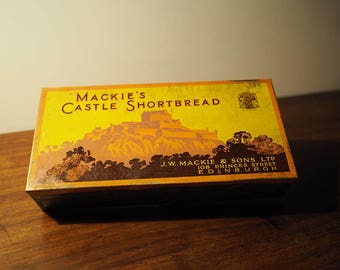 MACKIE'S
CASTLE SHORTBREAD
J.W. MACKIE & SONS LTD
108, PRINCES STREET
EDINBURGH